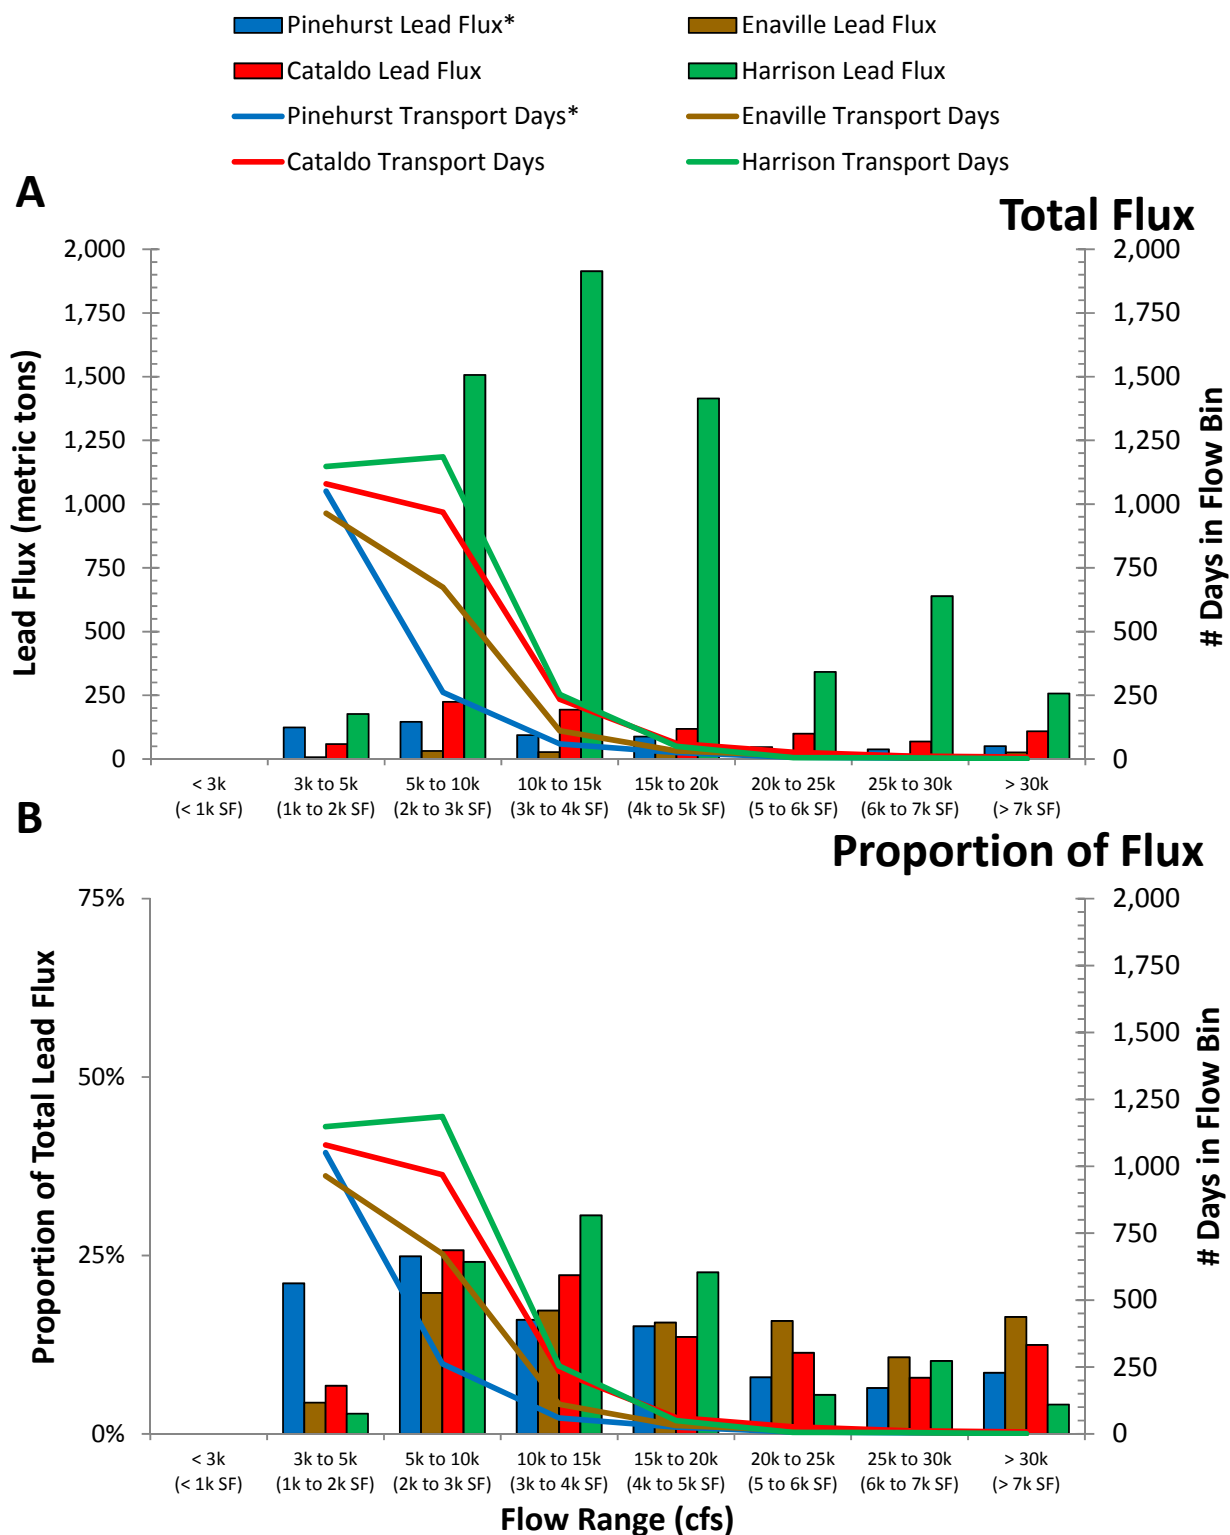 Pinehurst Lead Flux* Enaville Lead Flux
Cataldo Lead Flux Harrison Lead Flux
Pinehurst Transport Days* Enaville Transport Days
Cataldo Transport Days Harrison Transport Days
A
Total Flux
Lead Flux (metric tons)
2,000
1,750
1,500
1,250
1,000
750
500
250
0
2,000
1,750
1,500
1,250
1,000
750
500
250
0
# Days in Flow Bin
< 3k 3k to 5k 5k to 10k 10k to 15k 15k to 20k 20k to 25k 25k to 30k > 30k
(< 1k SF) (1k to 2k SF) (2k to 3k SF) (3k to 4k SF) (4k to 5k SF) (5 to 6k SF) (6k to 7k SF) (> 7k SF)
B
Proportion of Flux
Proportion of Total Lead Flux
75%
50%
25%
0%
2,000
1,750
1,500
1,250
1,000
750
500
250
0
# Days in Flow Bin
< 3k 3k to 5k 5k to 10k 10k to 15k 15k to 20k 20k to 25k 25k to 30k > 30k
(< 1k SF) (1k to 2k SF) (2k to 3k SF) (3k to 4k SF) (4k to 5k SF) (5 to 6k SF) (6k to 7k SF) (> 7k SF)
Flow Range (cfs)